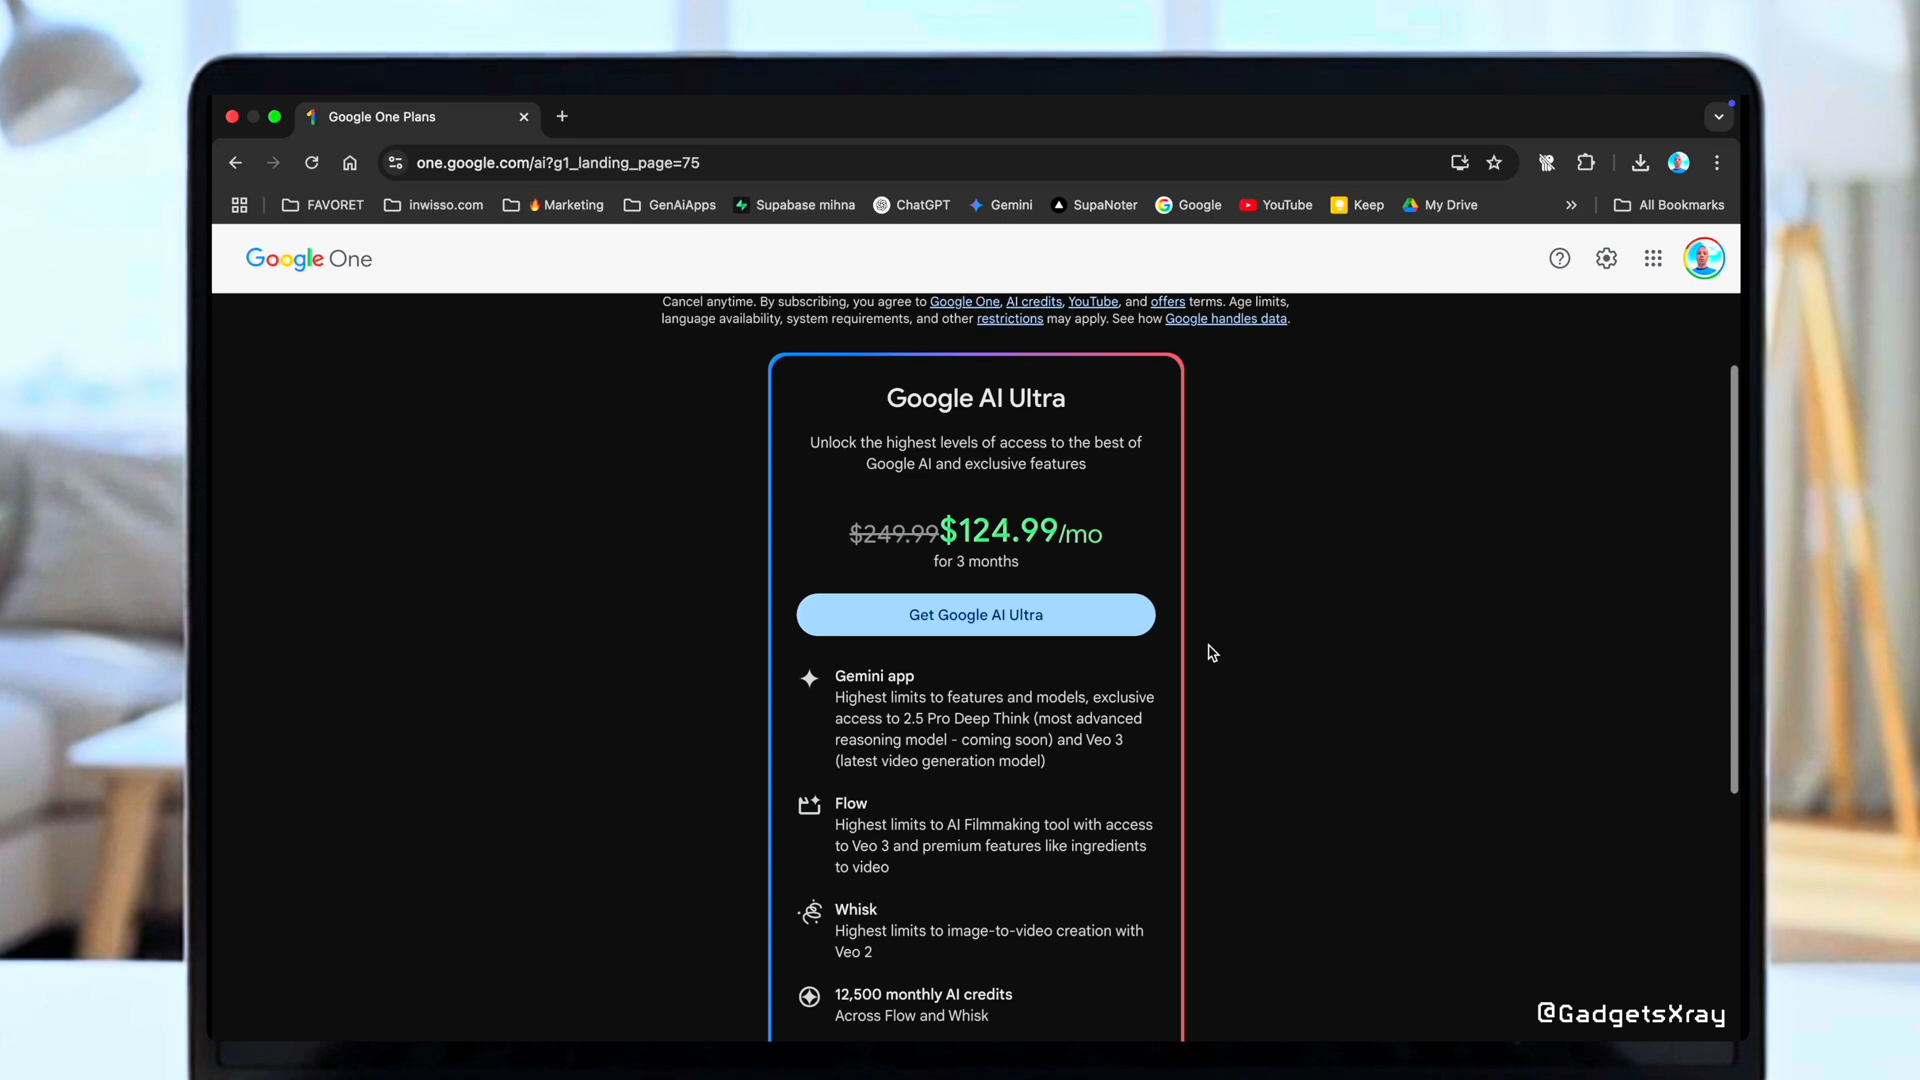 Google One Plans
one.google.com/ai?g1_landing_page=75
FAVORET inwisso.com 🔥Marketing GenAiApps Supabase mihna ChatGPT Gemini SupaNoter Google YouTube Keep My Drive » All Bookmarks
Google One
Cancel anytime. By subscribing, you agree to Google One, AI credits, YouTube, and offers terms. Age limits,
language availability, system requirements, and other restrictions may apply. See how Google handles data.
Google AI Ultra
Unlock the highest levels of access to the best of
Google AI and exclusive features
$249.99 $124.99/mo
for 3 months
Get Google AI Ultra
Gemini app
Highest limits to features and models, exclusive
access to 2.5 Pro Deep Think (most advanced
reasoning model - coming soon) and Veo 3
(latest video generation model)
Flow
Highest limits to AI Filmmaking tool with access
to Veo 3 and premium features like ingredients
to video
Whisk
Highest limits to image-to-video creation with
Veo 2
12,500 monthly AI credits
Across Flow and Whisk
@GadgetsXray